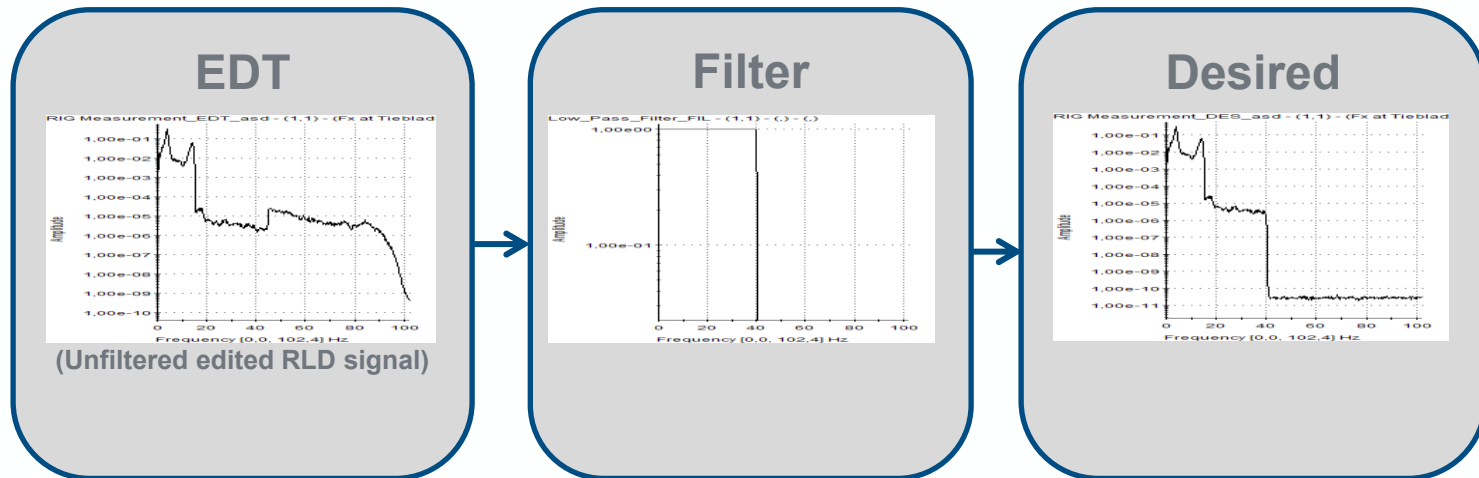 EDT
RIG Measurement_EDT_asd - (1,1) - (Fx at Tieblad
1,00e-01
1,00e-02
1,00e-03
1,00e-04
1,00e-05
1,00e-06
1,00e-07
1,00e-08
1,00e-09
1,00e-10
Amplitude
0 20 40 60 80 100
Frequency [0,0, 102,4] Hz
(Unfiltered edited RLD signal)
Filter
Low_Pass_Filter_FIL - (1,1) - (,) - (,)
1,00e00
1,00e-01
Amplitude
0 20 40 60 80 100
Frequency [0,0, 102,4] Hz
Desired
RIG Measurement_DES_asd - (1,1) - (Fx at Tieblad
1,00e-01
1,00e-02
1,00e-03
1,00e-04
1,00e-05
1,00e-06
1,00e-07
1,00e-08
1,00e-09
1,00e-10
1,00e-11
Amplitude
0 20 40 60 80 100
Frequency [0,0, 102,4] Hz